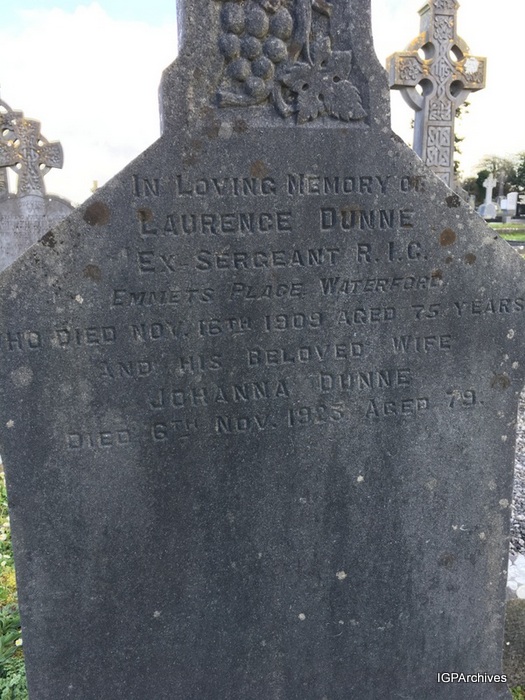 In Loving Memory of
Laurence Dunne
Ex-Sergeant R.I.C.
Emmets Place Waterford,
who died Nov. 16th 1909 aged 75 years
and his beloved wife
Johanna Dunne
died 6th Nov. 1925 aged 79.
IGPArchives